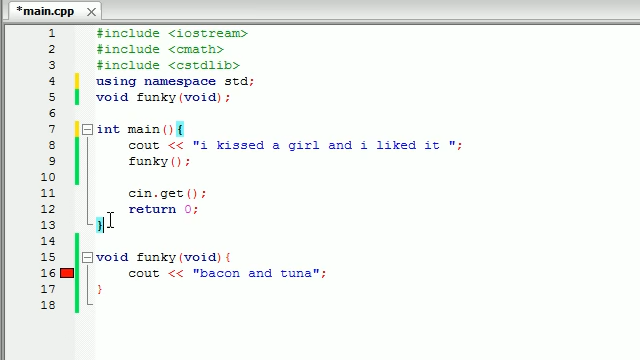 *main.cpp
1 #include <iostream>
2 #include <cmath>
3 #include <cstdlib>
4 using namespace std;
5 void funky(void);
6
7 int main(){
8 cout << "i kissed a girl and i liked it ";
9 funky();
10
11 cin.get();
12 return 0;
13 }
14
15 void funky(void){
16 cout << "bacon and tuna";
17 }
18